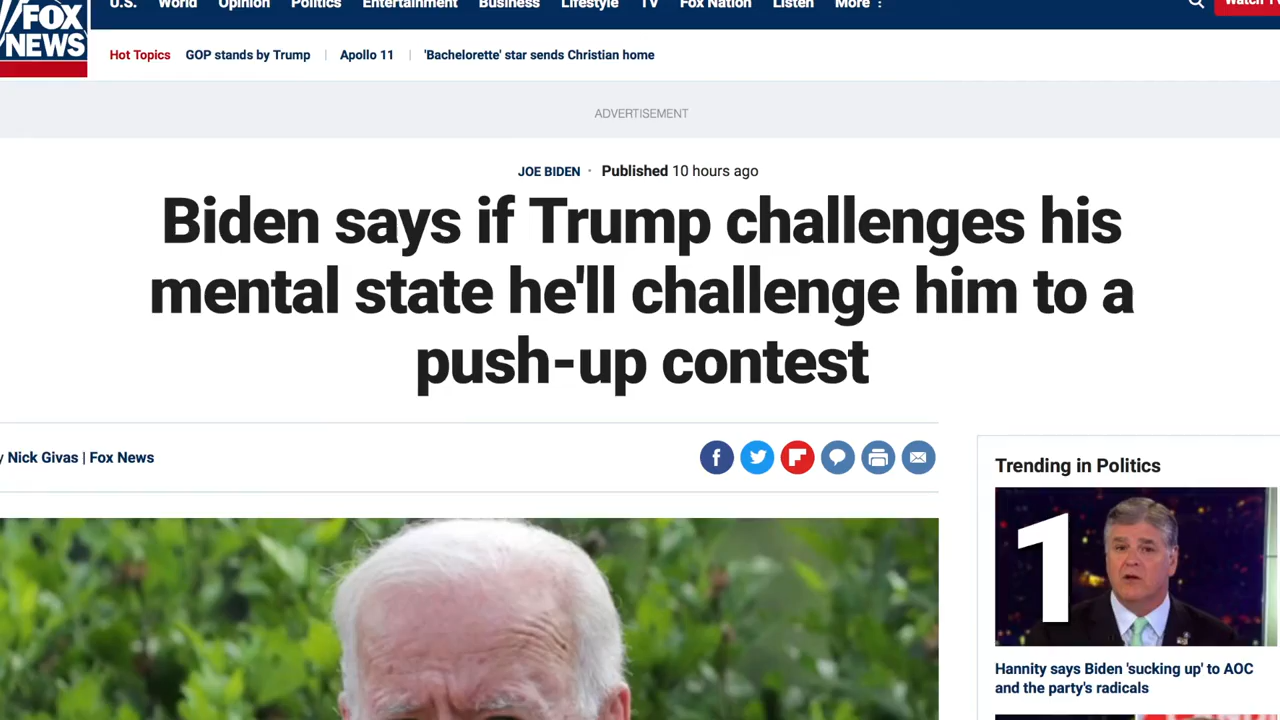 U.S. World Opinion Politics Entertainment Business Lifestyle TV Fox Nation Listen More Watch TV
FOX
NEWS
Hot Topics GOP stands by Trump Apollo 11 'Bachelorette' star sends Christian home
ADVERTISEMENT
JOE BIDEN · Published 10 hours ago
Biden says if Trump challenges his
mental state he'll challenge him to a
push-up contest
Nick Givas | Fox News
Trending in Politics
1
Hannity says Biden 'sucking up' to AOC
and the party's radicals